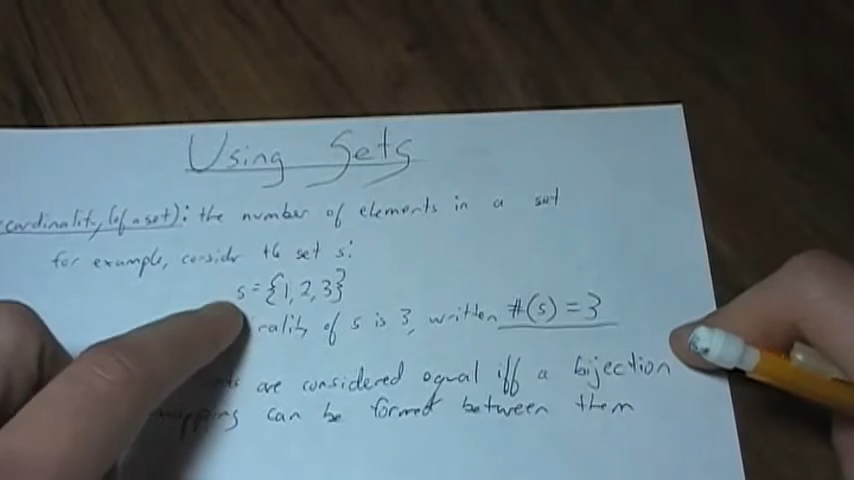 Using Sets
cardinality (of a set): the number of elements in a set
for example, consider the set s:
s = {1, 2, 3}
of s is 3, written #(s) = 3
are considered equal iff a bijection
mapping can be formed between them